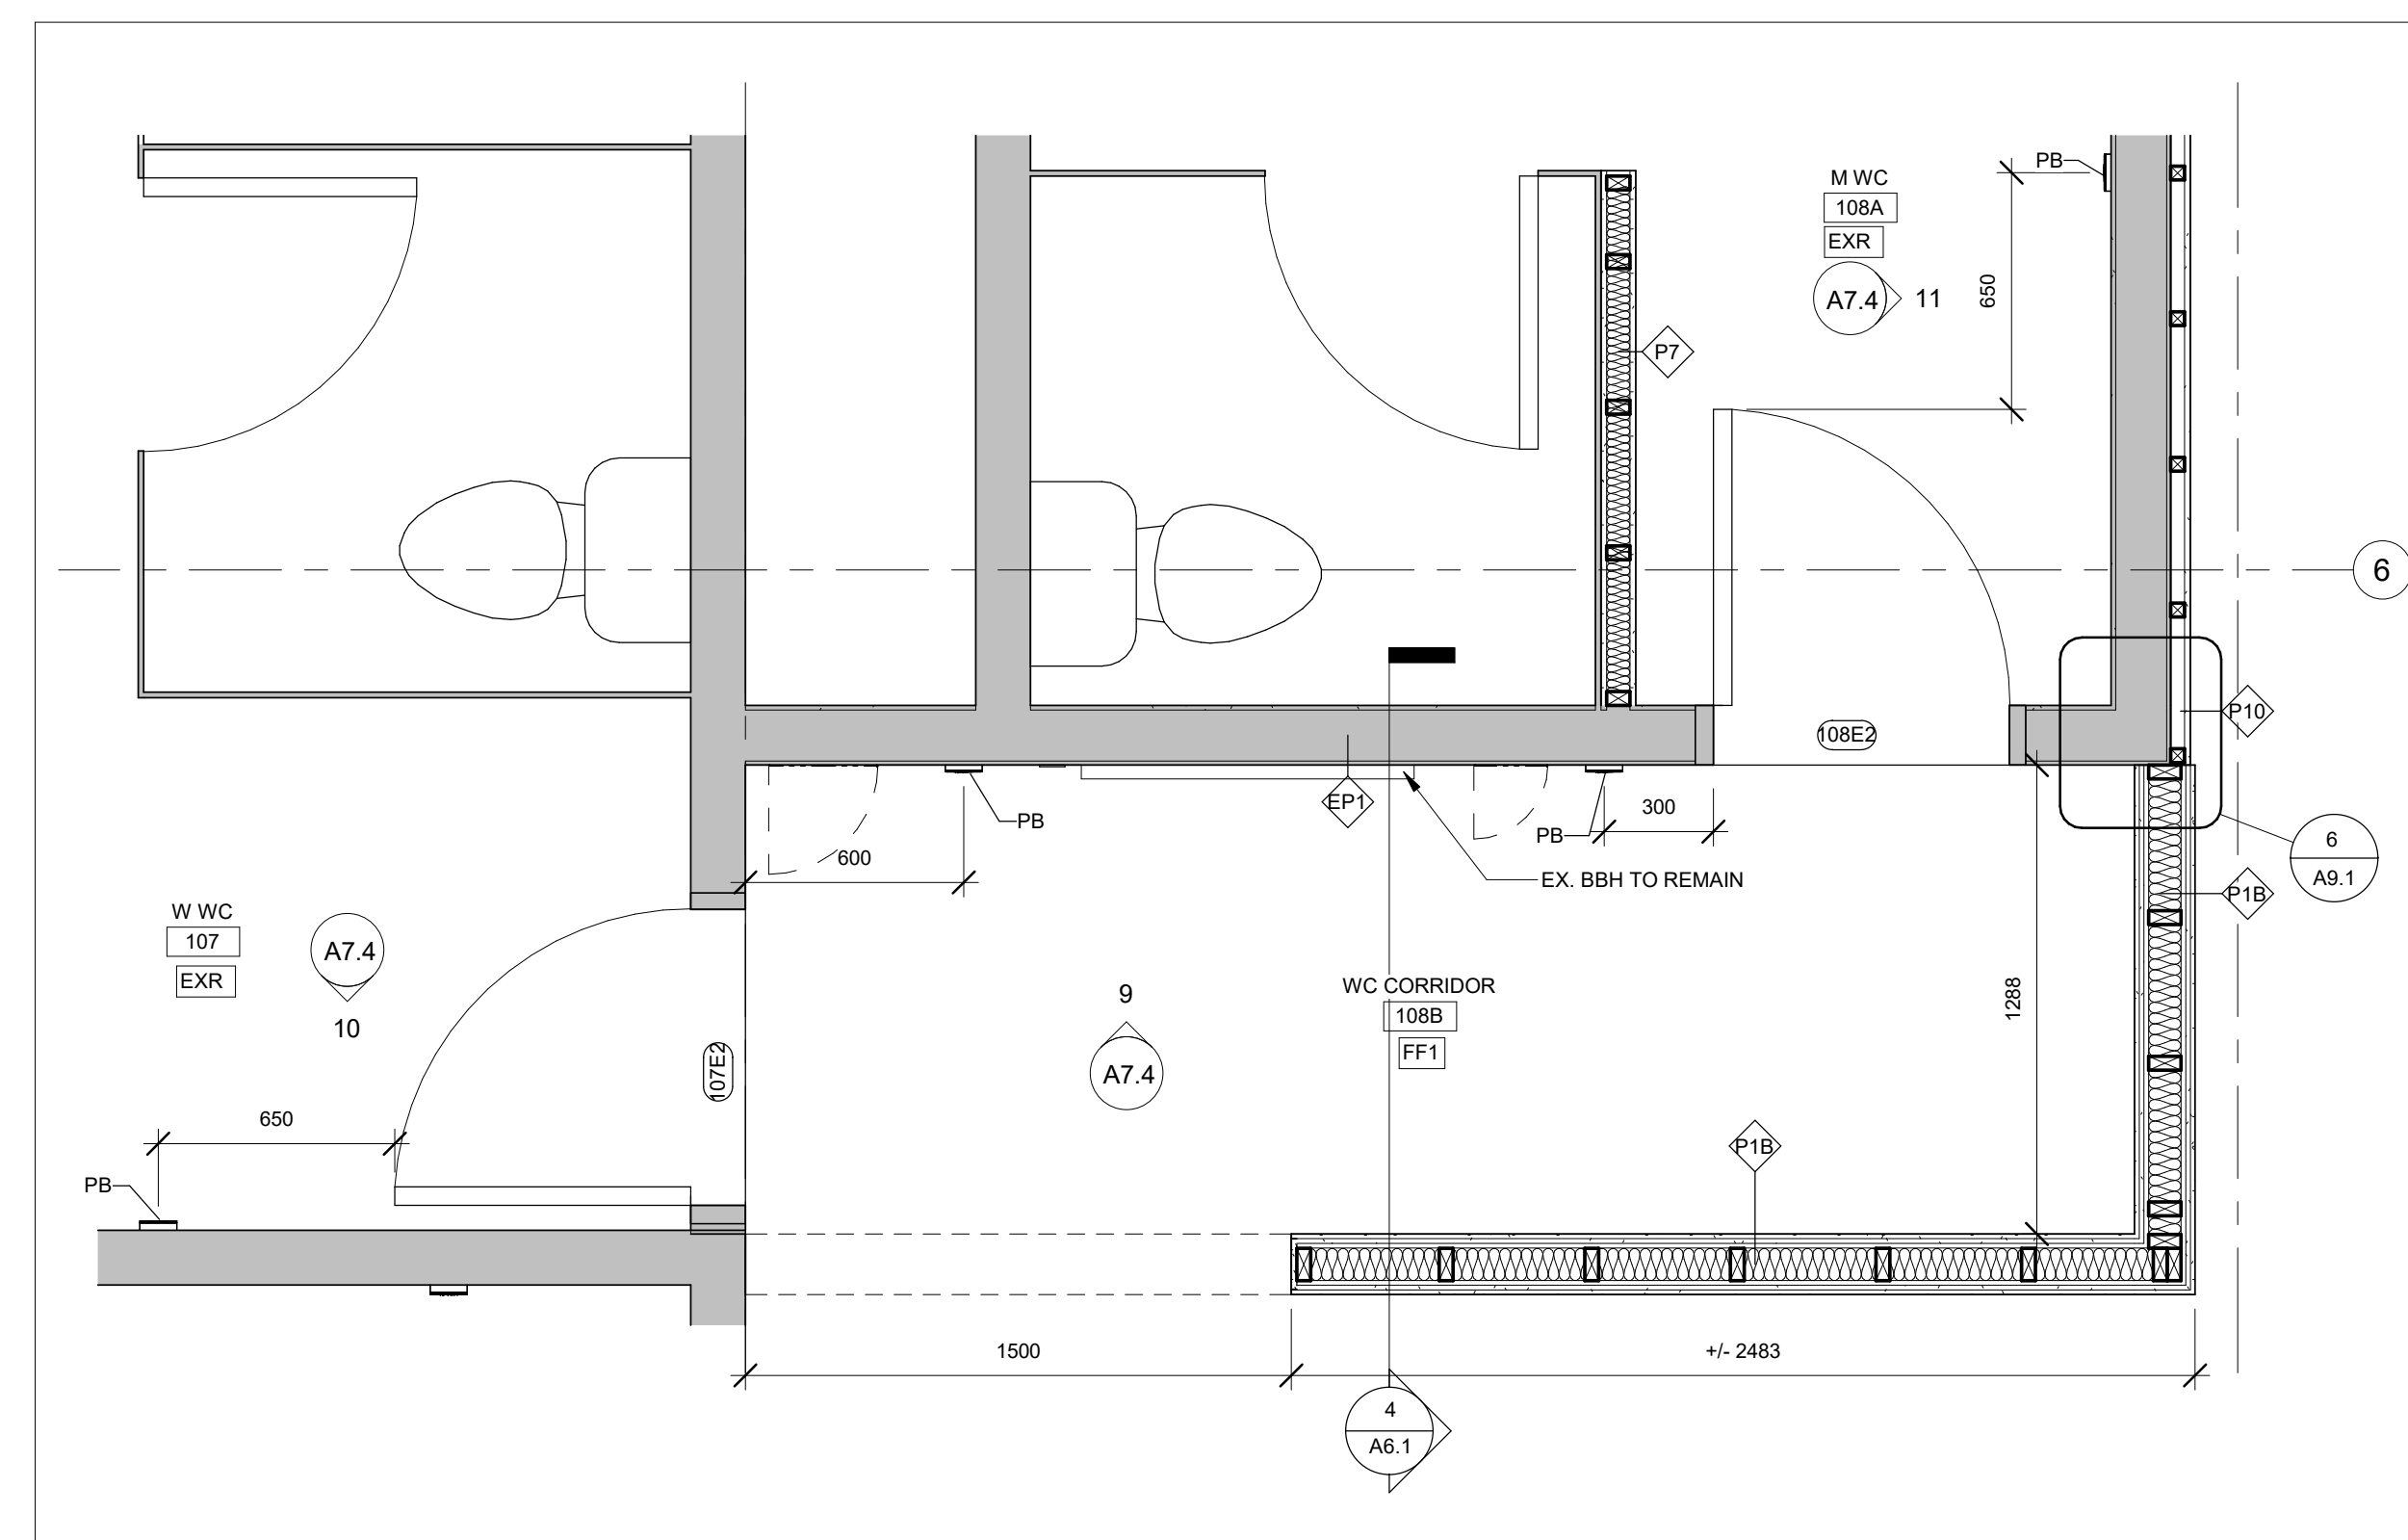 PB
M WC
108A
EXR
A7.4
11
650
P7
6
P10
108E2
EP1
PB
300
PB
600
EX. BBH TO REMAIN
6
A9.1
P1B
W WC
107
EXR
A7.4
10
9
A7.4
WC CORRIDOR
108B
FF1
1288
107E2
650
P1B
PB
1500
+/- 2483
4
A6.1